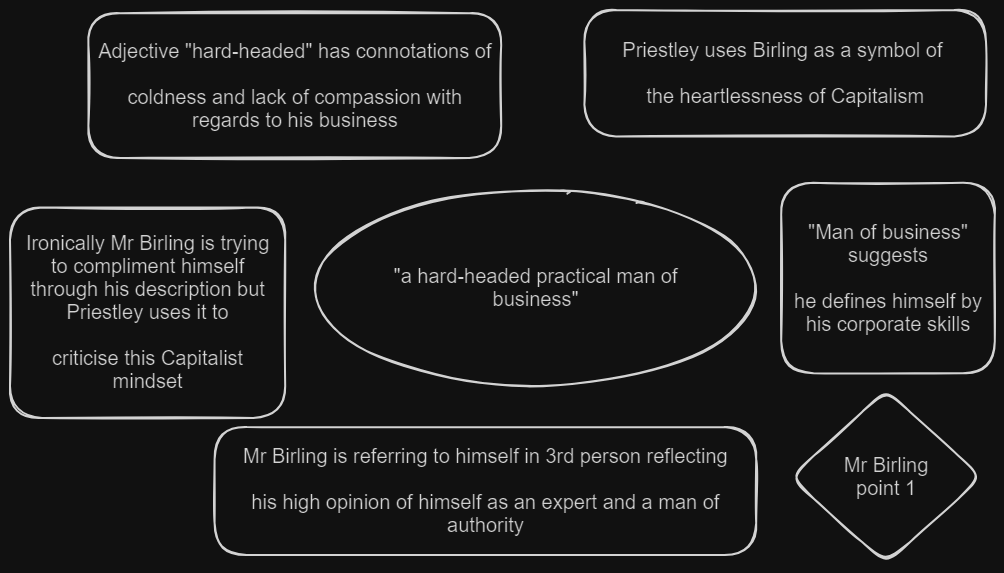 Adjective "hard-headed" has connotations of
coldness and lack of compassion with
regards to his business
Priestley uses Birling as a symbol of
the heartlessness of Capitalism
Ironically Mr Birling is trying
to compliment himself
through his description but
Priestley uses it to
criticise this Capitalist
mindset
"a hard-headed practical man of
business"
"Man of business"
suggests
he defines himself by
his corporate skills
Mr Birling is referring to himself in 3rd person reflecting
his high opinion of himself as an expert and a man of
authority
Mr Birling
point 1